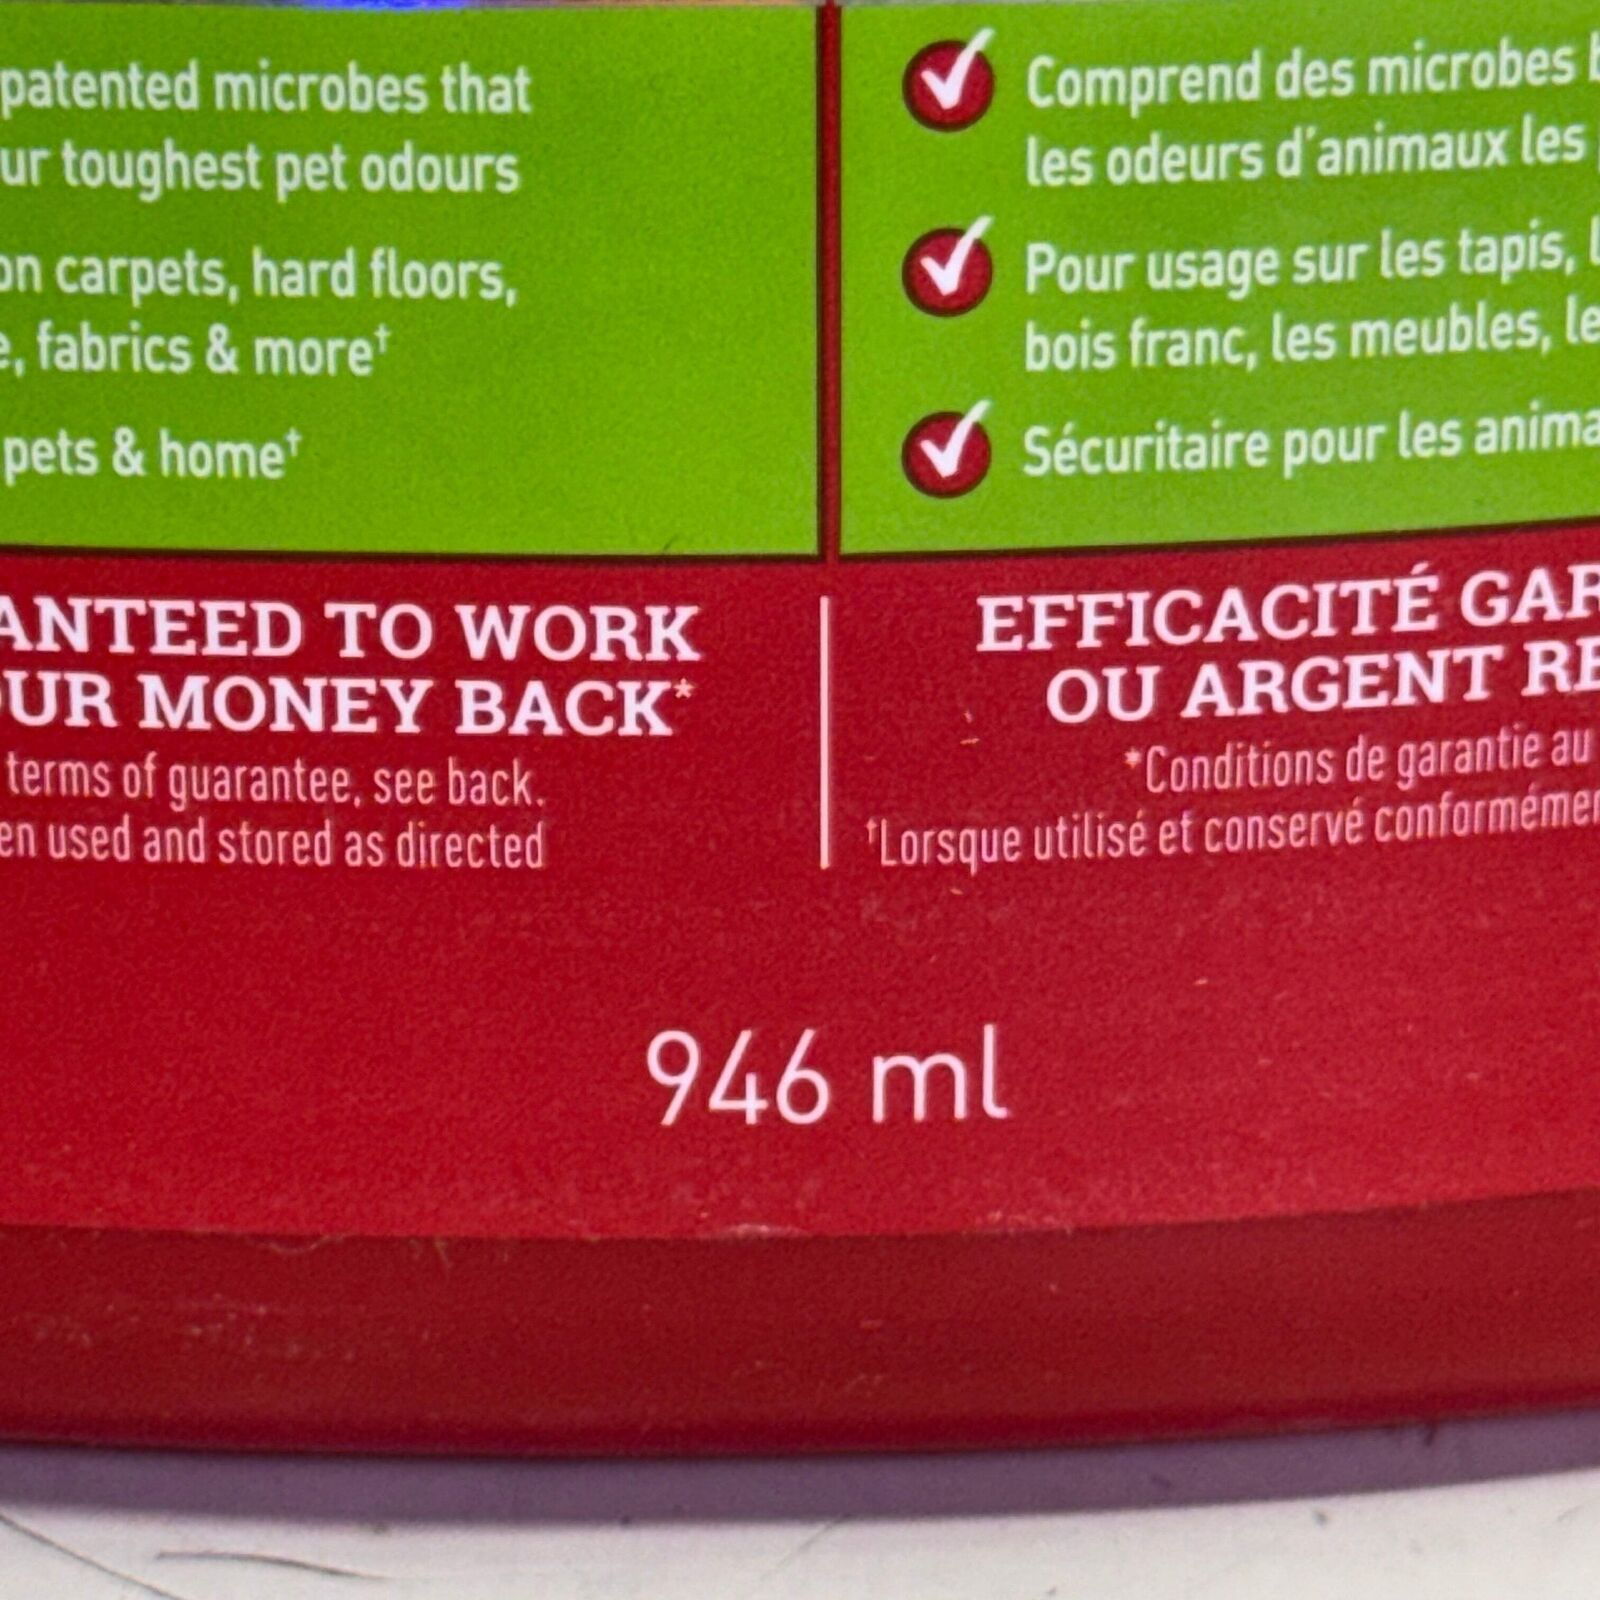 patented microbes that
ur toughest pet odours
on carpets, hard floors,
e, fabrics & more†
pets & home†
ANTEED TO WORK
OUR MONEY BACK*
terms of guarantee, see back.
en used and stored as directed
Comprend des microbes b
les odeurs d'animaux les
Pour usage sur les tapis, l
bois franc, les meubles, le
Sécuritaire pour les anima
EFFICACITÉ GAR
OU ARGENT RE
*Conditions de garantie au
†Lorsque utilisé et conservé conformémen
946 ml